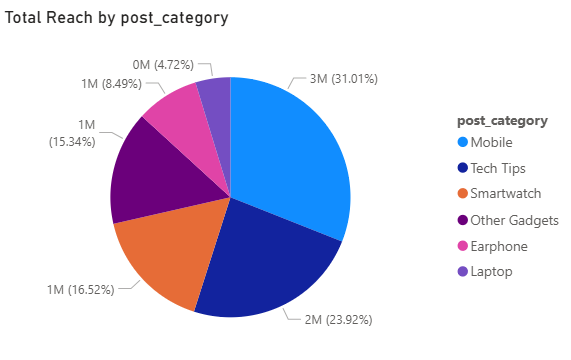 Total Reach by post_category
0M (4.72%)
3M (31.01%)
1M (8.49%)
1M
(15.34%)
1M (16.52%)
2M (23.92%)
post_category
Mobile
Tech Tips
Smartwatch
Other Gadgets
Earphone
Laptop